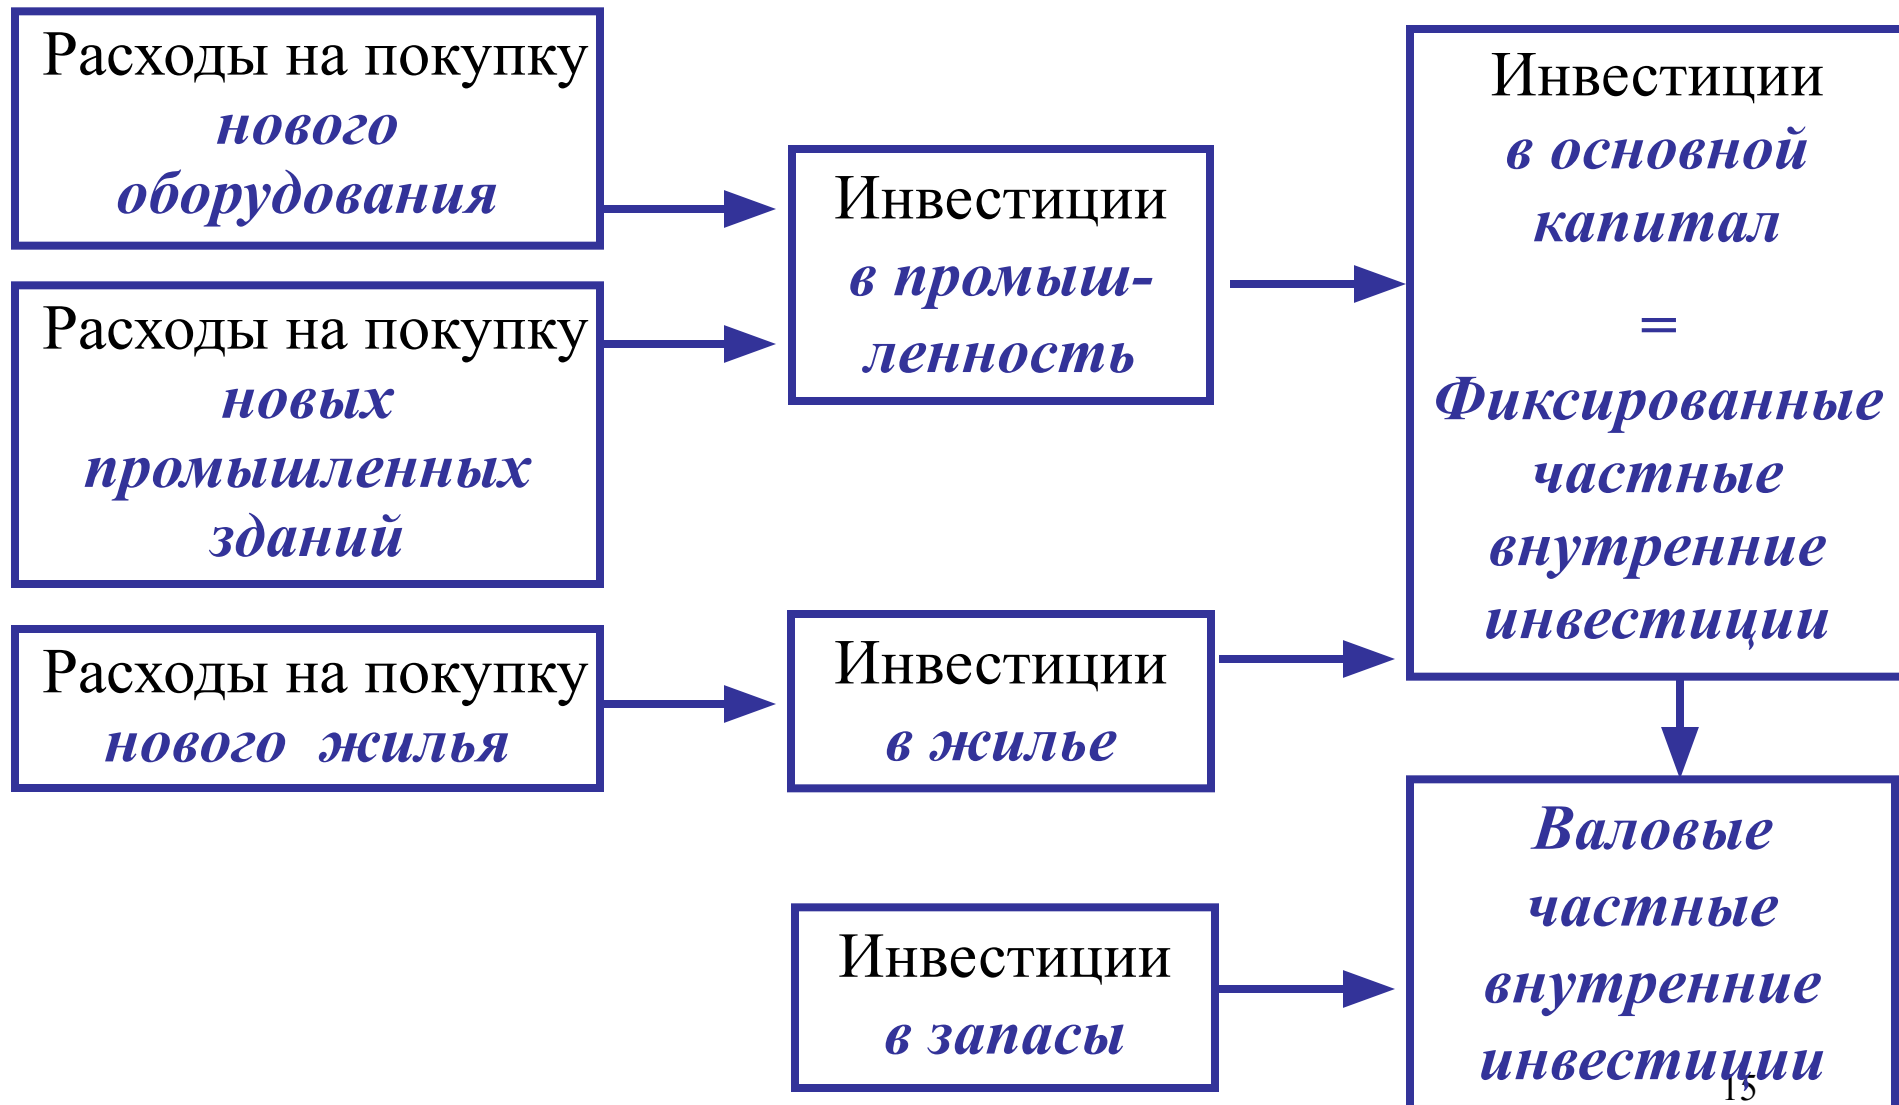 Расходы на покупку
нового
оборудования
Расходы на покупку
новых
промышленных
зданий
Расходы на покупку
нового жилья
Инвестиции
в промыш-
ленность
Инвестиции
в жилье
Инвестиции
в запасы
Инвестиции
в основной
капитал
=
Фиксированные
частные
внутренние
инвестиции
Валовые
частные
внутренние
инвестиции
15